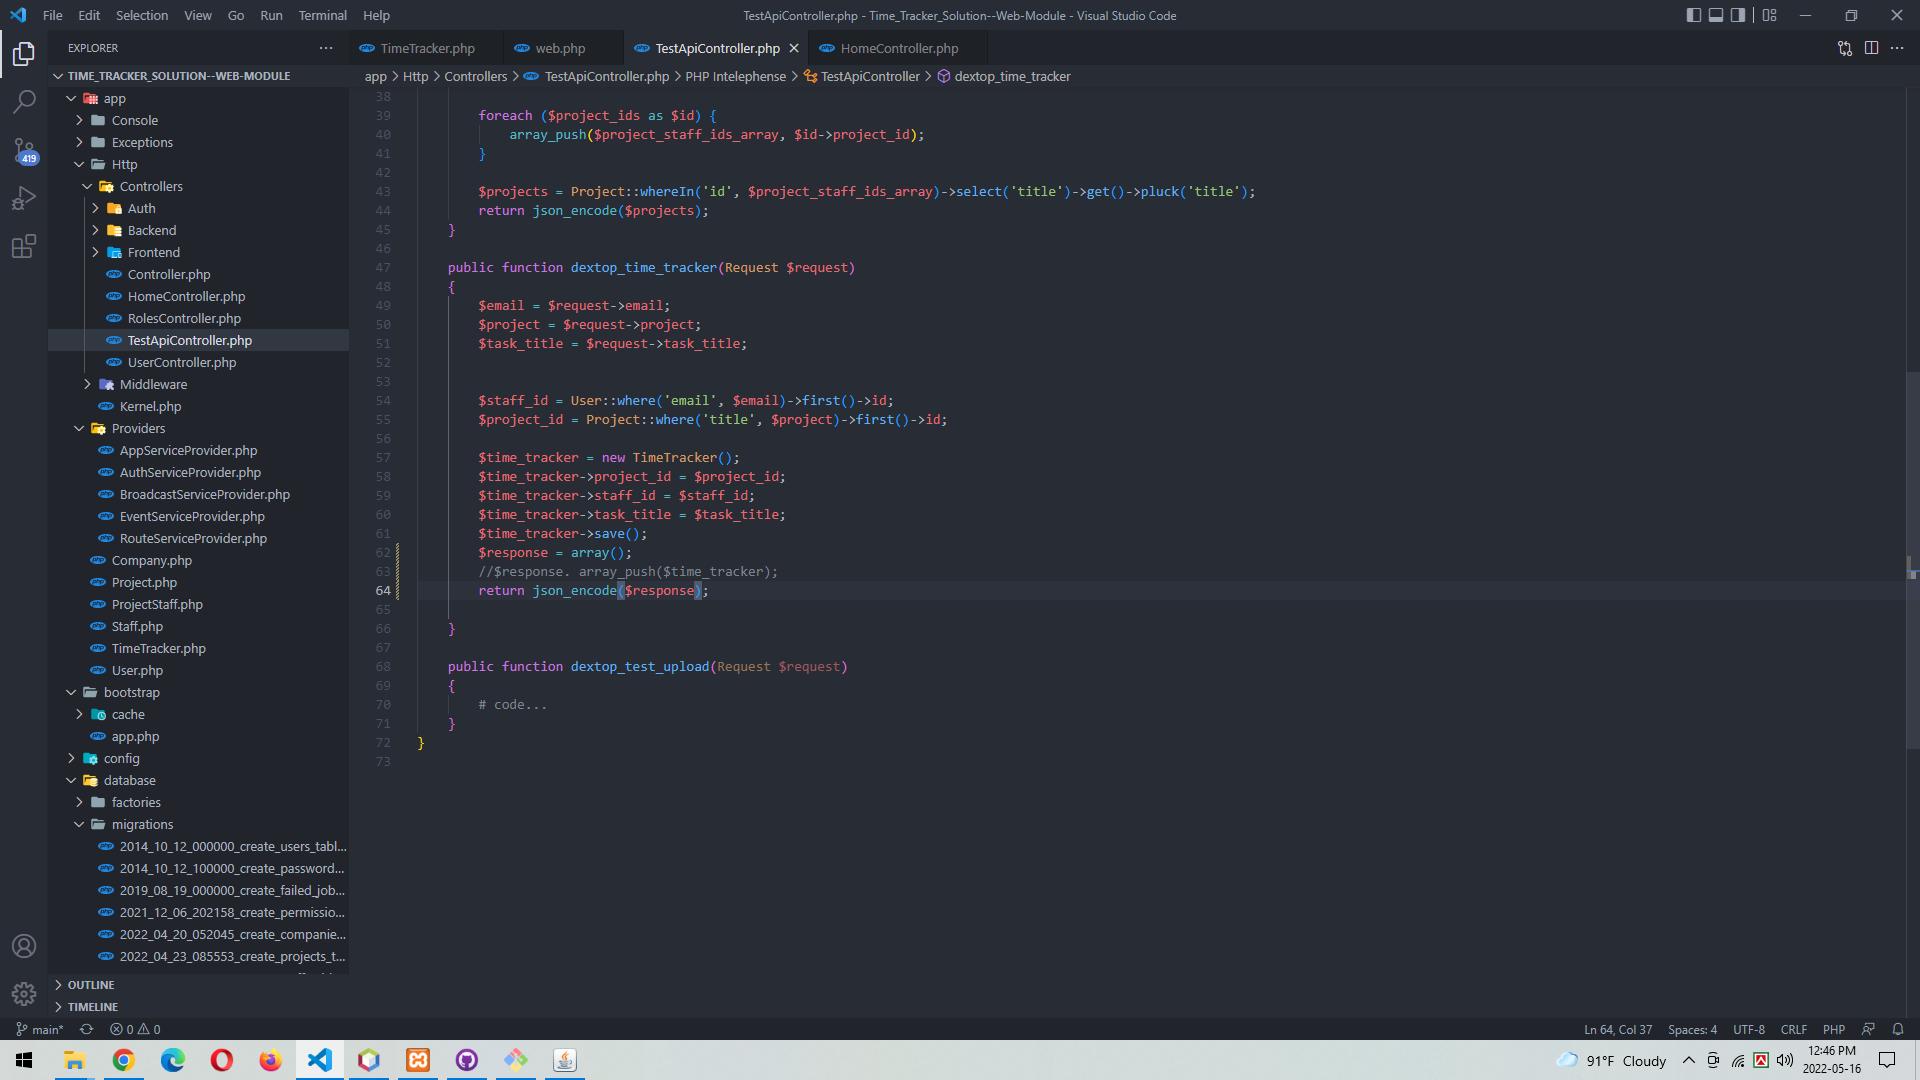 File Edit Selection View Go Run Terminal Help
TestApiController.php - Time_Tracker_Solution--Web-Module - Visual Studio Code
EXPLORER
TimeTracker.php
web.php
TestApiController.php
HomeController.php
TIME_TRACKER_SOLUTION--WEB-MODULE
app > Http > Controllers > TestApiController.php > PHP Intelephense > TestApiController > dextop_time_tracker
app
Console
Exceptions
Http
Controllers
Auth
Backend
Frontend
Controller.php
HomeController.php
RolesController.php
TestApiController.php
UserController.php
Middleware
Kernel.php
Providers
AppServiceProvider.php
AuthServiceProvider.php
BroadcastServiceProvider.php
EventServiceProvider.php
RouteServiceProvider.php
Company.php
Project.php
ProjectStaff.php
Staff.php
TimeTracker.php
User.php
bootstrap
cache
app.php
config
database
factories
migrations
2014_10_12_000000_create_users_tabl...
2014_10_12_100000_create_password...
2019_08_19_000000_create_failed_job...
2021_12_06_202158_create_permissio...
2022_04_20_052045_create_companie...
2022_04_23_085553_create_projects_t...
OUTLINE
TIMELINE
419
38
39 foreach ($project_ids as $id) {
40 array_push($project_staff_ids_array, $id->project_id);
41 }
42
43 $projects = Project::whereIn('id', $project_staff_ids_array)->select('title')->get()->pluck('title');
44 return json_encode($projects);
45 }
46
47 public function dextop_time_tracker(Request $request)
48 {
49 $email = $request->email;
50 $project = $request->project;
51 $task_title = $request->task_title;
52
53
54 $staff_id = User::where('email', $email)->first()->id;
55 $project_id = Project::where('title', $project)->first()->id;
56
57 $time_tracker = new TimeTracker();
58 $time_tracker->project_id = $project_id;
59 $time_tracker->staff_id = $staff_id;
60 $time_tracker->task_title = $task_title;
61 $time_tracker->save();
62 $response = array();
63 //$response. array_push($time_tracker);
64 return json_encode($response);
65
66 }
67
68 public function dextop_test_upload(Request $request)
69 {
70 # code...
71 }
72 }
73
main* 0 0
Ln 64, Col 37 Spaces: 4 UTF-8 CRLF PHP
91°F Cloudy
12:46 PM
2022-05-16